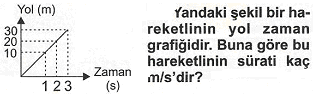 Yol (m)
30
20
10
1 2 3
Zaman
(s)
Yandaki şekil bir ha-
reketlinin yol zaman
grafiğidir. Buna göre bu
hareketlinin sürati kaç
m/s'dir?